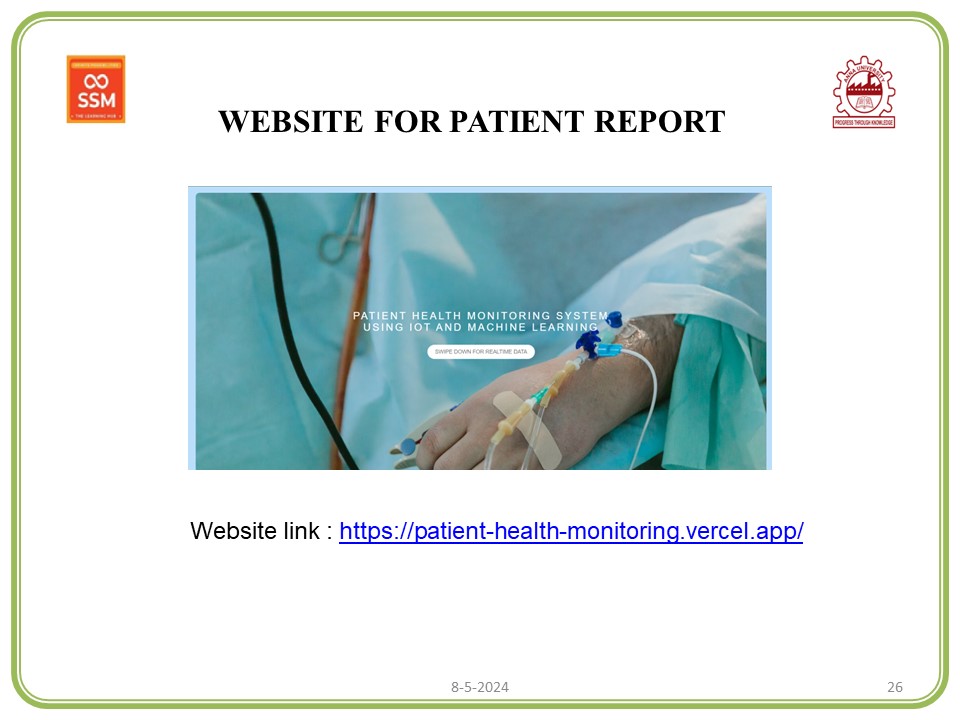 SSM
THE LEARNING HUB
ANNA UNIVERSITY
PROGRESS THROUGH KNOWLEDGE
WEBSITE FOR PATIENT REPORT
PATIENT HEALTH MONITORING SYSTEM
USING IOT AND MACHINE LEARNING
SWIPE DOWN FOR REALTIME DATA
Website link : https://patient-health-monitoring.vercel.app/
8-5-2024
26